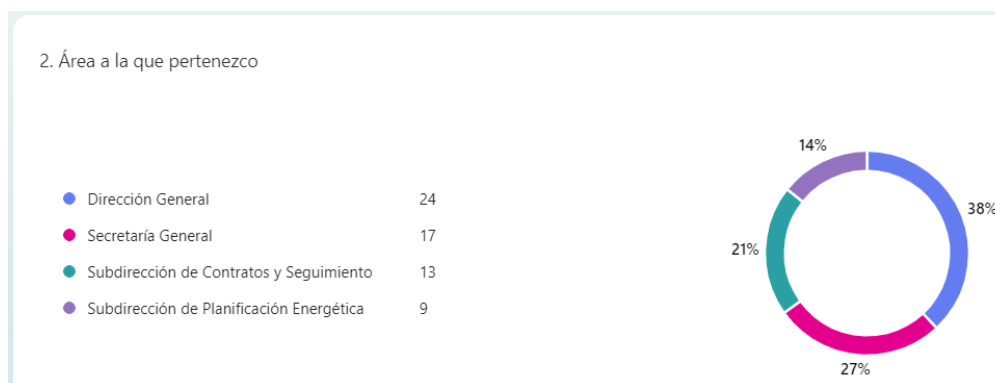 2. Área a la que pertenezco
14%
Dirección General 24
38%
Secretaría General 17
21%
Subdirección de Contratos y Seguimiento 13
Subdirección de Planificación Energética 9
27%